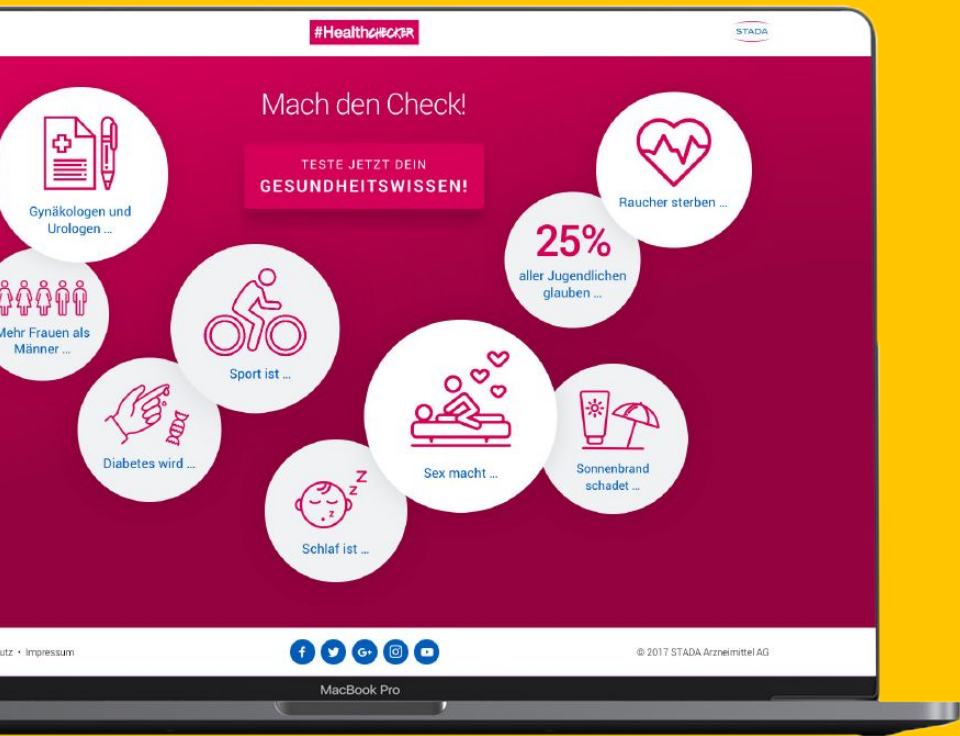 #HealthCHECKER
STADA
Mach den Check!
TESTE JETZT DEIN
GESUNDHEITSWISSEN!
Gynäkologen und
Urologen ...
Raucher sterben ...
25%
aller Jugendlichen
glauben ...
Mehr Frauen als
Männer ...
Sport ist ...
Diabetes wird ...
Sex macht ...
Sonnenbrand
schadet ...
Schlaf ist ...
utz • Impressum
© 2017 STADA Arzneimittel AG
MacBook Pro